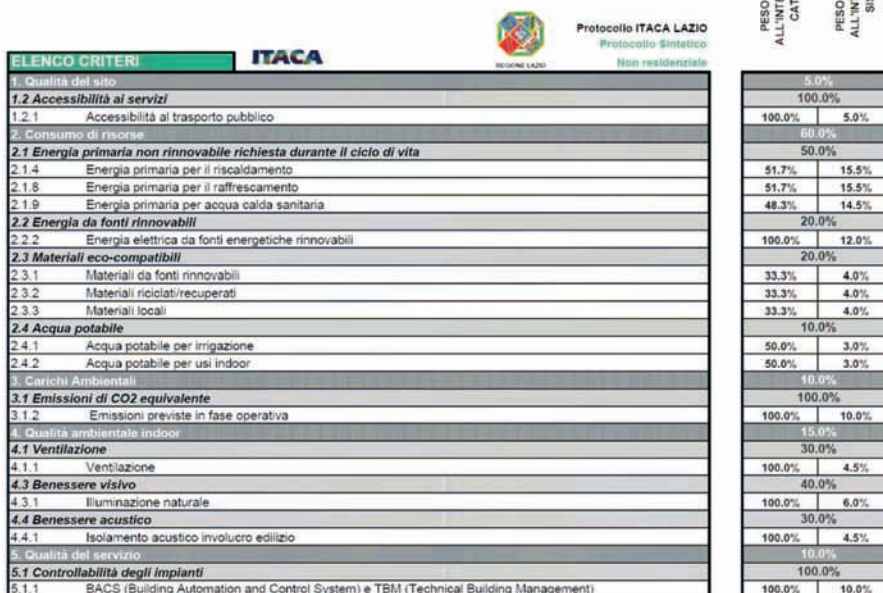 PESO
ALL'INTE
CAT
PESO
ALL'IN
SIS
Protocollo ITACA LAZIO
Protocollo Sintetico
Non residenziale
REGIONE LAZIO
ELENCO CRITERI ITACA
1. Qualità del sito 5.0%
1.2 Accessibilità ai servizi 100.0%
1.2.1 Accessibilità al trasporto pubblico 100.0% 5.0%
2. Consumo di risorse 60.0%
2.1 Energia primaria non rinnovabile richiesta durante il ciclo di vita 50.0%
2.1.4 Energia primaria per il riscaldamento 51.7% 15.5%
2.1.8 Energia primaria per il raffrescamento 51.7% 15.5%
2.1.9 Energia primaria per acqua calda sanitaria 48.3% 14.5%
2.2 Energia da fonti rinnovabili 20.0%
2.2.2 Energia elettrica da fonti energetiche rinnovabili 100.0% 12.0%
2.3 Materiali eco-compatibili 20.0%
2.3.1 Materiali da fonti rinnovabili 33.3% 4.0%
2.3.2 Materiali riciclati/recuperati 33.3% 4.0%
2.3.3 Materiali locali 33.3% 4.0%
2.4 Acqua potabile 10.0%
2.4.1 Acqua potabile per irrigazione 50.0% 3.0%
2.4.2 Acqua potabile per usi indoor 50.0% 3.0%
3. Carichi Ambientali 10.0%
3.1 Emissioni di CO2 equivalente 100.0%
3.1.2 Emissioni previste in fase operativa 100.0% 10.0%
4. Qualità ambientale indoor 15.0%
4.1 Ventilazione 30.0%
4.1.1 Ventilazione 100.0% 4.5%
4.3 Benessere visivo 40.0%
4.3.1 Illuminazione naturale 100.0% 6.0%
4.4 Benessere acustico 30.0%
4.4.1 Isolamento acustico involucro edilizio 100.0% 4.5%
5. Qualità del servizio 10.0%
5.1 Controllabilità degli impianti 100.0%
5.1.1 BACS (Building Automation and Control System) e TBM (Technical Building Management) 100.0% 10.0%